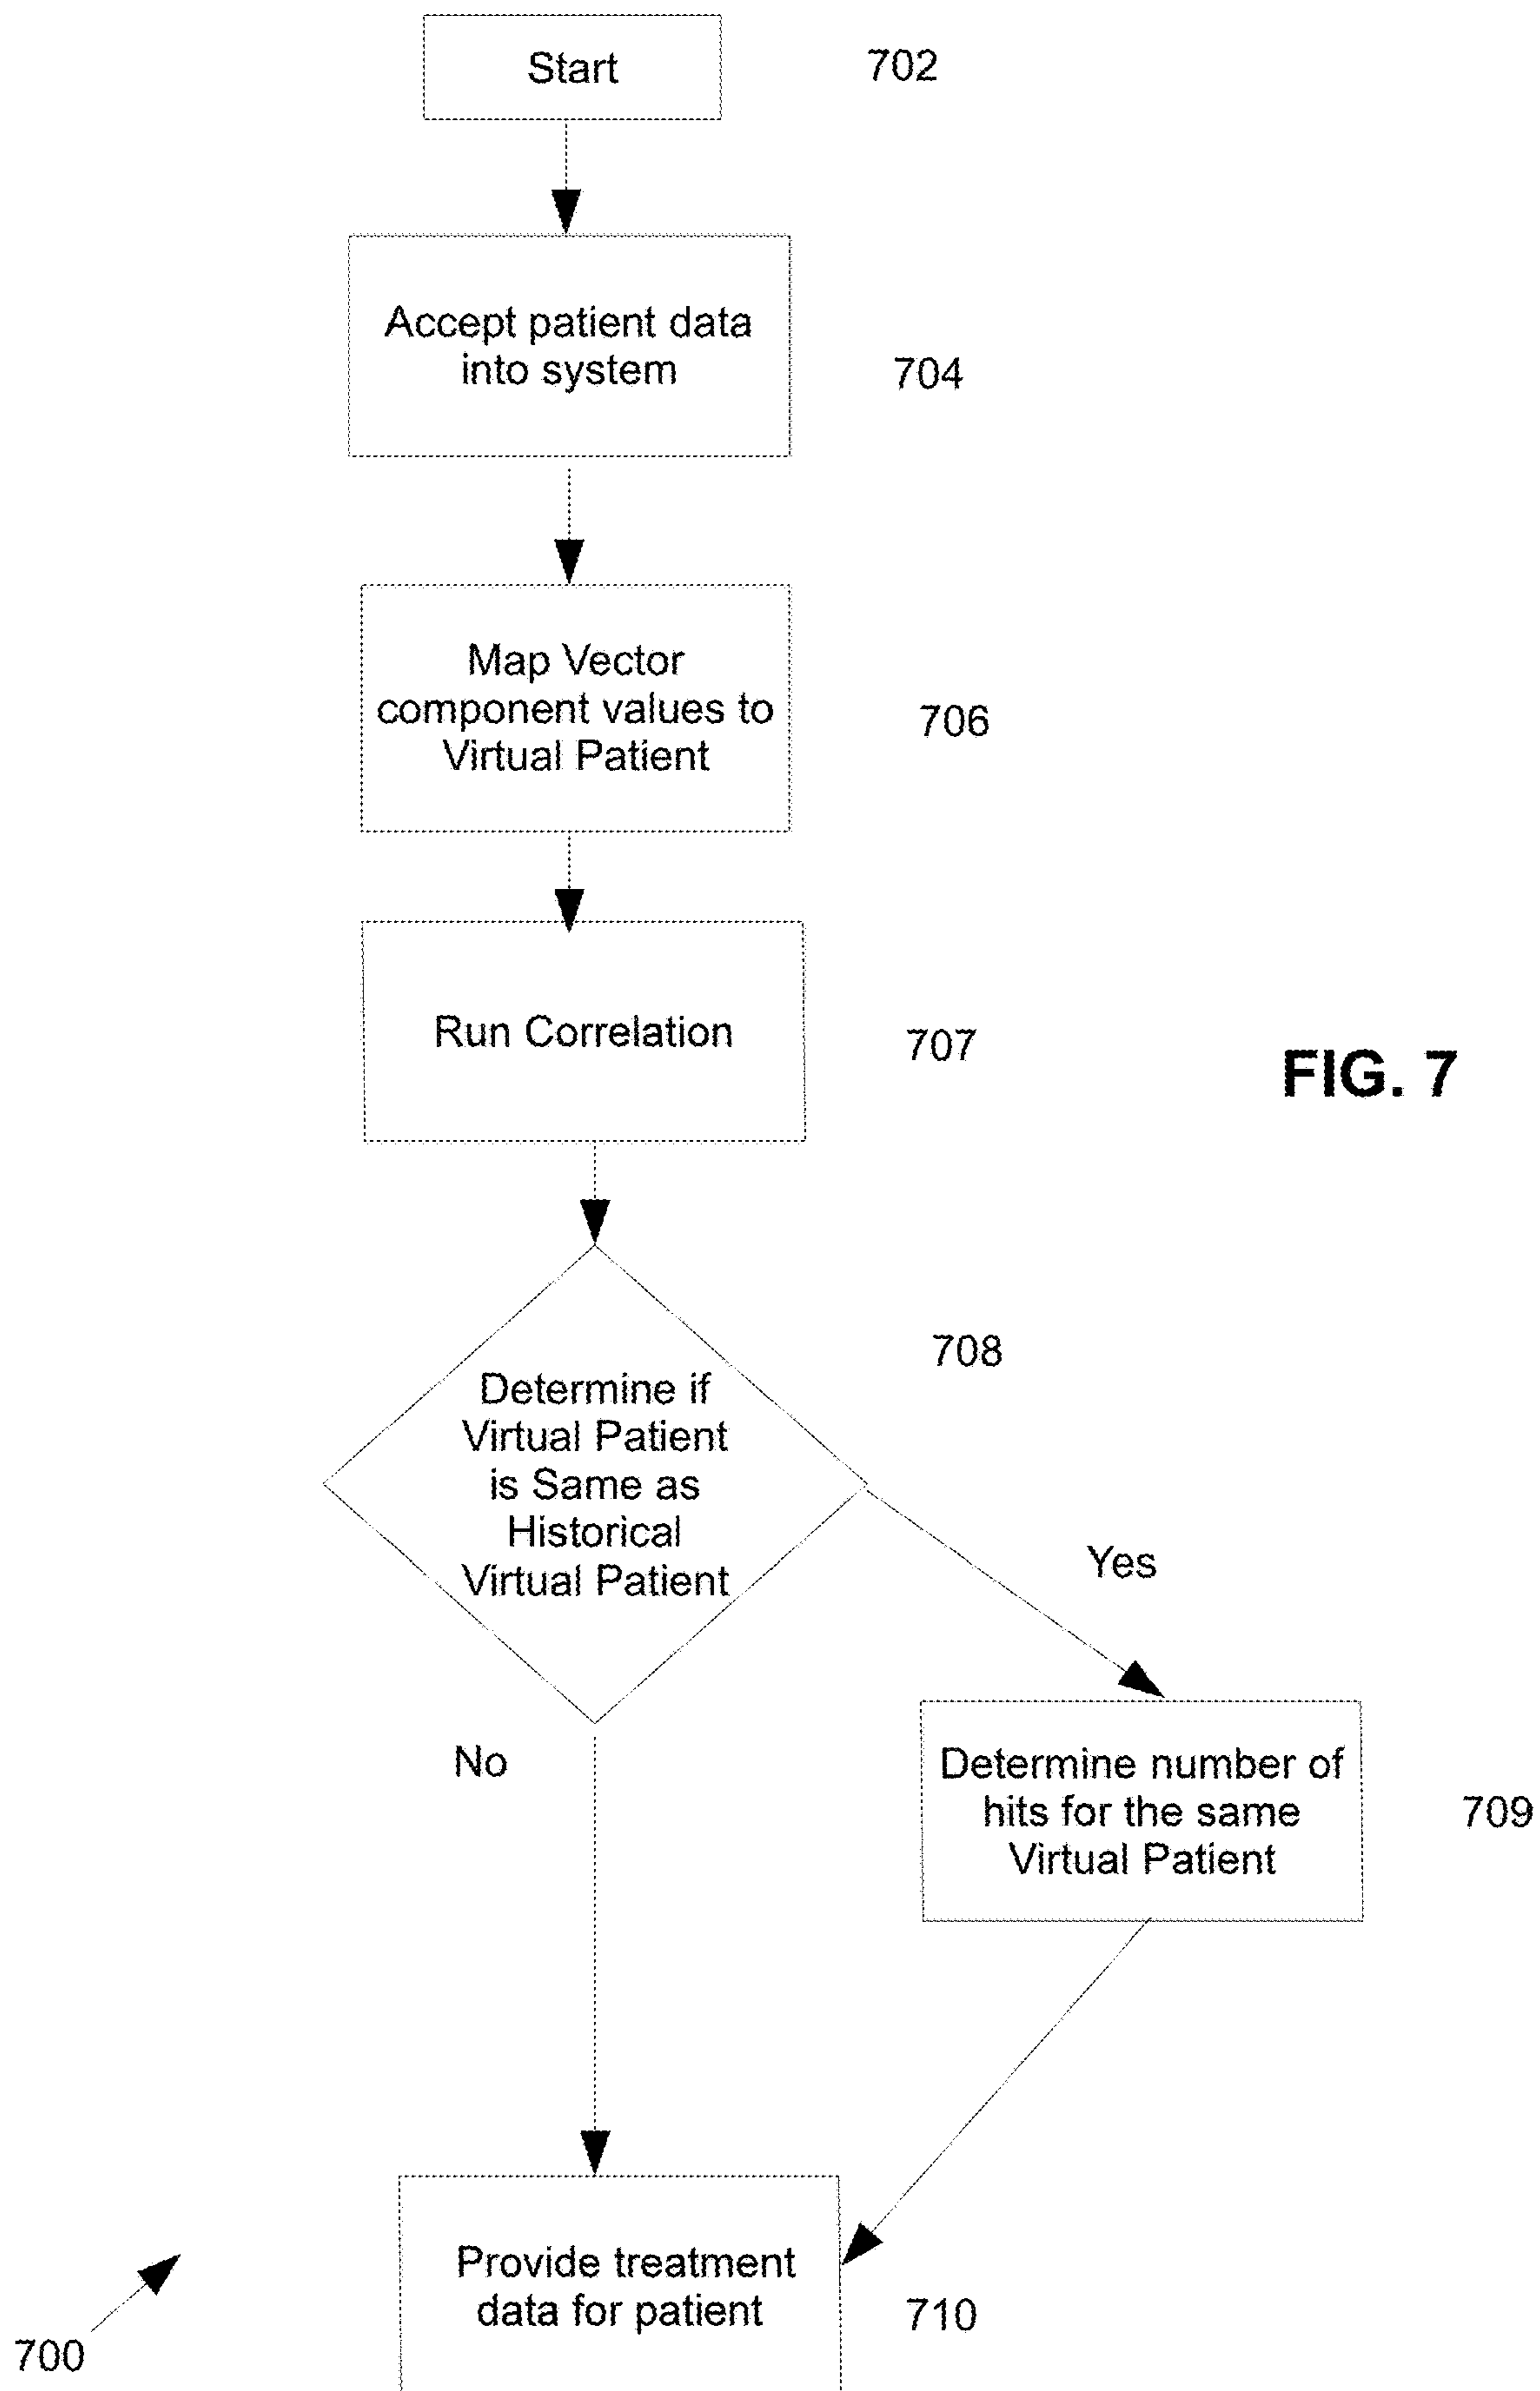 Start
702
Accept patient data
into system
704
Map Vector
component values to
Virtual Patient
706
Run Correlation
707
FIG. 7
708
Determine if
Virtual Patient
is Same as
Historical
Virtual Patient
Yes
No
Determine number of
hits for the same
Virtual Patient
709
Provide treatment
data for patient
710
700